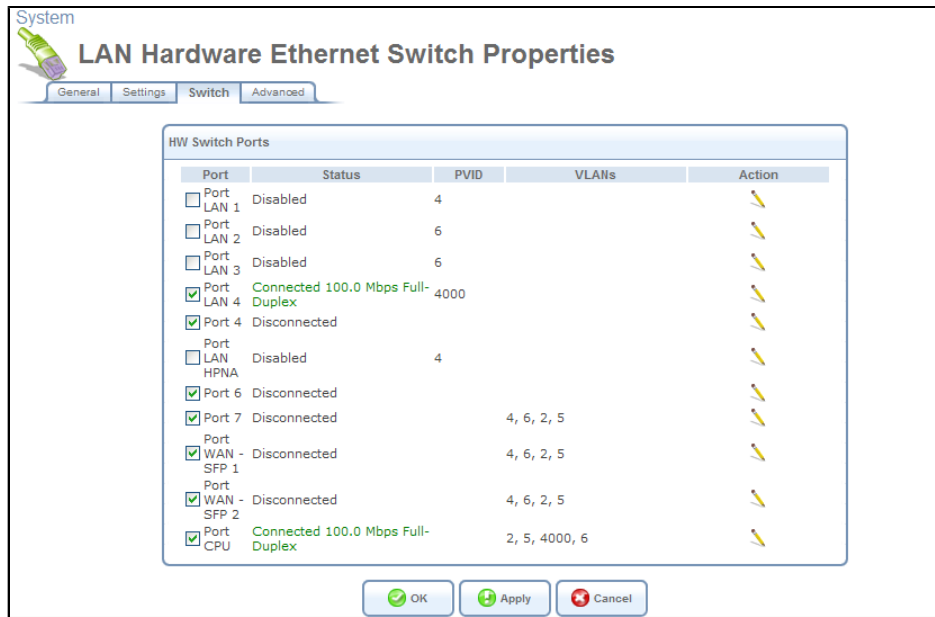 System
LAN Hardware Ethernet Switch Properties
General Settings Switch Advanced
HW Switch Ports
Port Status PVID VLANs Action
Port LAN 1 Disabled 4
Port LAN 2 Disabled 6
Port LAN 3 Disabled 6
Port LAN 4 Connected 100.0 Mbps Full-Duplex 4000
Port 4 Disconnected
Port LAN HPNA Disabled 4
Port 6 Disconnected
Port 7 Disconnected 4, 6, 2, 5
Port WAN - SFP 1 Disconnected 4, 6, 2, 5
Port WAN - SFP 2 Disconnected 4, 6, 2, 5
Port CPU Connected 100.0 Mbps Full-Duplex 2, 5, 4000, 6
OK Apply Cancel